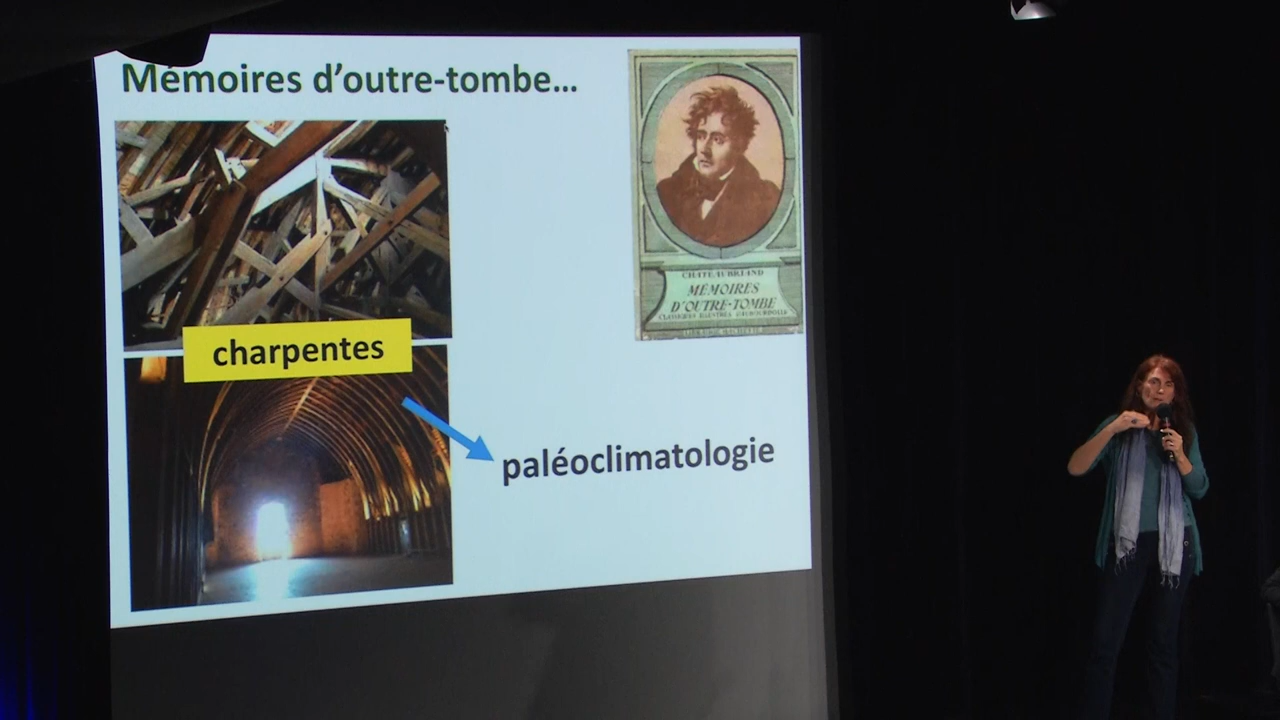 Mémoires d'outre-tombe...
CHATEAUBRIAND
MÉMOIRES
D'OUTRE-TOMBE
charpentes
paléoclimatologie